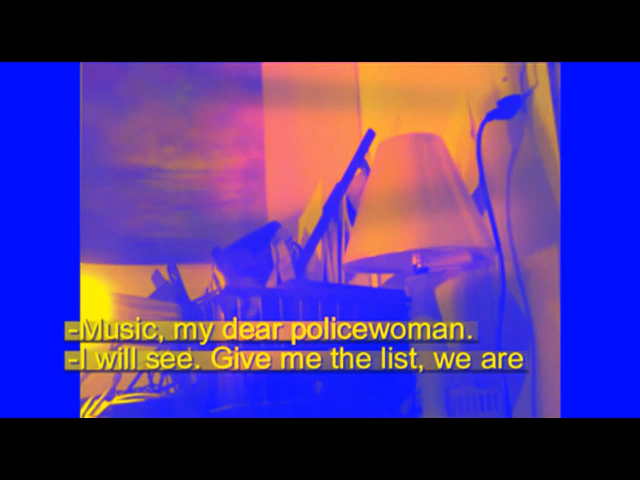 -Music, my dear policewoman.
-I will see. Give me the list, we are